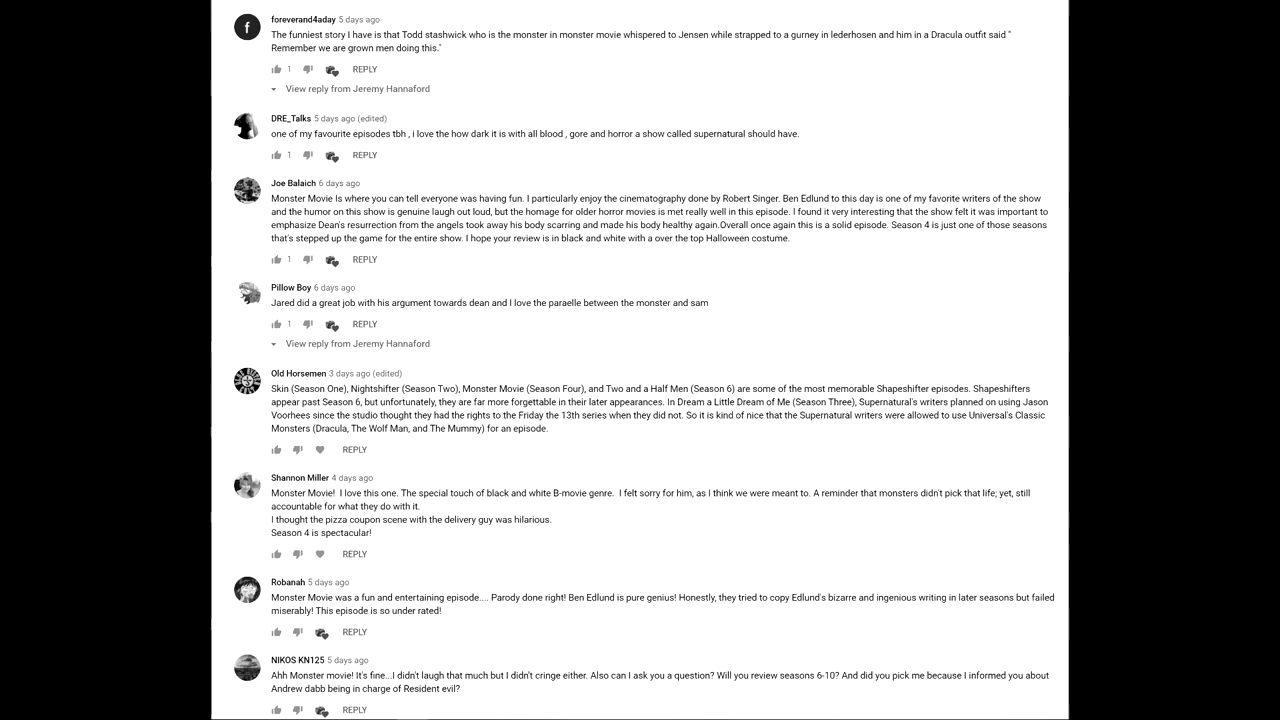 foreverand4aday 5 days ago
The funniest story I have is that Todd stashwick who is the monster in monster movie whispered to Jensen while strapped to a gurney in lederhosen and him in a Dracula outfit said "
Remember we are grown men doing this."
1 REPLY
View reply from Jeremy Hannaford
DRE_Talks 5 days ago (edited)
one of my favourite episodes tbh , i love the how dark it is with all blood , gore and horror a show called supernatural should have.
1 REPLY
Joe Balaich 6 days ago
Monster Movie Is where you can tell everyone was having fun. I particularly enjoy the cinematography done by Robert Singer. Ben Edlund to this day is one of my favorite writers of the show
and the humor on this show is genuine laugh out loud, but the homage for older horror movies is met really well in this episode. I found it very interesting that the show felt it was important to
emphasize Dean's resurrection from the angels took away his body scarring and made his body healthy again.Overall once again this is a solid episode. Season 4 is just one of those seasons
that's stepped up the game for the entire show. I hope your review is in black and white with a over the top Halloween costume.
1 REPLY
Pillow Boy 6 days ago
Jared did a great job with his argument towards dean and I love the paraelle between the monster and sam
1 REPLY
View reply from Jeremy Hannaford
Old Horsemen 3 days ago (edited)
Skin (Season One), Nightshifter (Season Two), Monster Movie (Season Four), and Two and a Half Men (Season 6) are some of the most memorable Shapeshifter episodes. Shapeshifters
appear past Season 6, but unfortunately, they are far more forgettable in their later appearances. In Dream a Little Dream of Me (Season Three), Supernatural's writers planned on using Jason
Voorhees since the studio thought they had the rights to the Friday the 13th series when they did not. So it is kind of nice that the Supernatural writers were allowed to use Universal's Classic
Monsters (Dracula, The Wolf Man, and The Mummy) for an episode.
REPLY
Shannon Miller 4 days ago
Monster Movie!  I love this one. The special touch of black and white B-movie genre.  I felt sorry for him, as I think we were meant to. A reminder that monsters didn't pick that life; yet, still
accountable for what they do with it.
I thought the pizza coupon scene with the delivery guy was hilarious.
Season 4 is spectacular!
REPLY
Robanah 5 days ago
Monster Movie was a fun and entertaining episode.... Parody done right! Ben Edlund is pure genius! Honestly, they tried to copy Edlund's bizarre and ingenious writing in later seasons but failed
miserably! This episode is so under rated!
REPLY
NIKOS KN125 5 days ago
Ahh Monster movie! It's fine...I didn't laugh that much but I didn't cringe either. Also can I ask you a question? Will you review seasons 6-10? And did you pick me because I informed you about
Andrew dabb being in charge of Resident evil?
REPLY